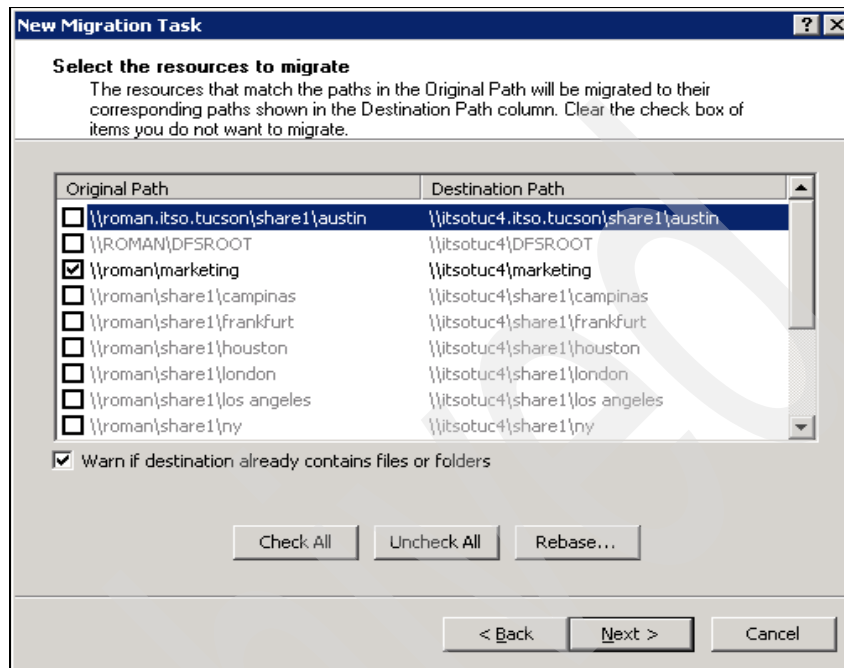 New Migration Task
Select the resources to migrate
The resources that match the paths in the Original Path will be migrated to their
corresponding paths shown in the Destination Path column. Clear the check box of
items you do not want to migrate.
Original Path Destination Path
\\roman.itso.tucson\share1\austin \\itsotuc4.itso.tucson\share1\austin
\\ROMAN\DFSROOT \\itsotuc4\DFSROOT
\\roman\marketing \\itsotuc4\marketing
\\roman\share1\campinas \\itsotuc4\share1\campinas
\\roman\share1\frankfurt \\itsotuc4\share1\frankfurt
\\roman\share1\houston \\itsotuc4\share1\houston
\\roman\share1\london \\itsotuc4\share1\london
\\roman\share1\los angeles \\itsotuc4\share1\los angeles
\\roman\share1\ny \\itsotuc4\share1\ny
Warn if destination already contains files or folders
Check All Uncheck All Rebase...
< Back Next > Cancel